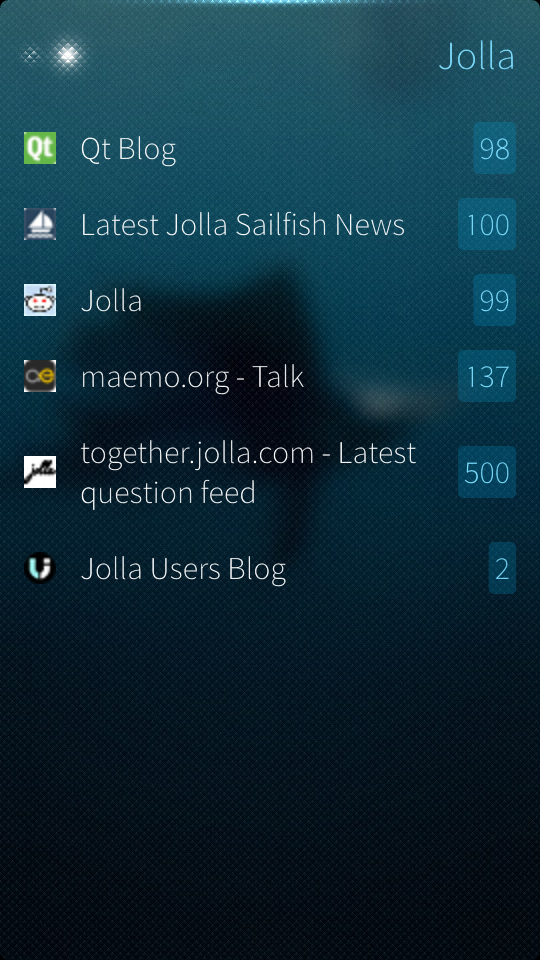 Jolla
Qt Qt Blog 98
Latest Jolla Sailfish News 100
Jolla 99
maemo.org - Talk 137
together.jolla.com - Latest
question feed
jolla 500
Jolla Users Blog 2